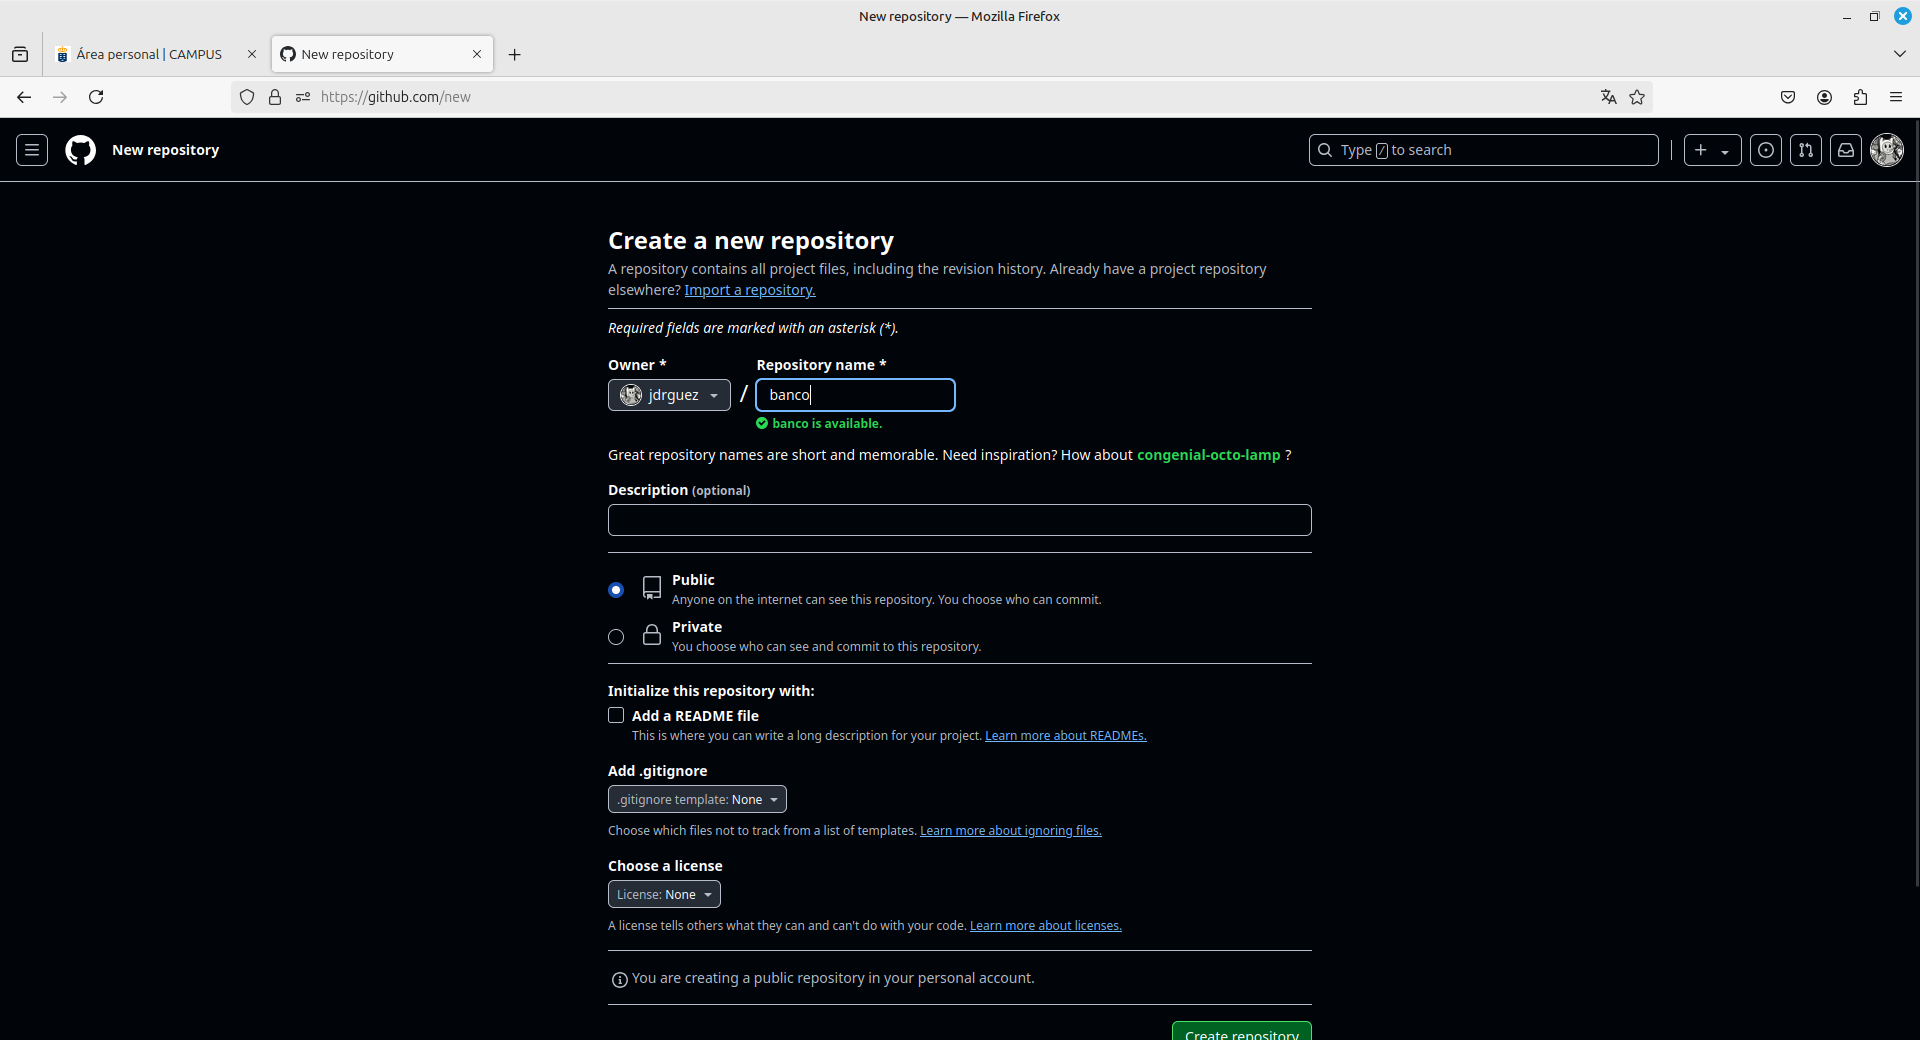 New repository — Mozilla Firefox
Área personal | CAMPUS
New repository
https://github.com/new
New repository
Type / to search
Create a new repository
A repository contains all project files, including the revision history. Already have a project repository
elsewhere? Import a repository.
Required fields are marked with an asterisk (*).
Owner * Repository name *
jdrguez / banco
banco is available.
Great repository names are short and memorable. Need inspiration? How about congenial-octo-lamp ?
Description (optional)
Public
Anyone on the internet can see this repository. You choose who can commit.
Private
You choose who can see and commit to this repository.
Initialize this repository with:
Add a README file
This is where you can write a long description for your project. Learn more about READMEs.
Add .gitignore
.gitignore template: None
Choose which files not to track from a list of templates. Learn more about ignoring files.
Choose a license
License: None
A license tells others what they can and can't do with your code. Learn more about licenses.
You are creating a public repository in your personal account.
Create repository